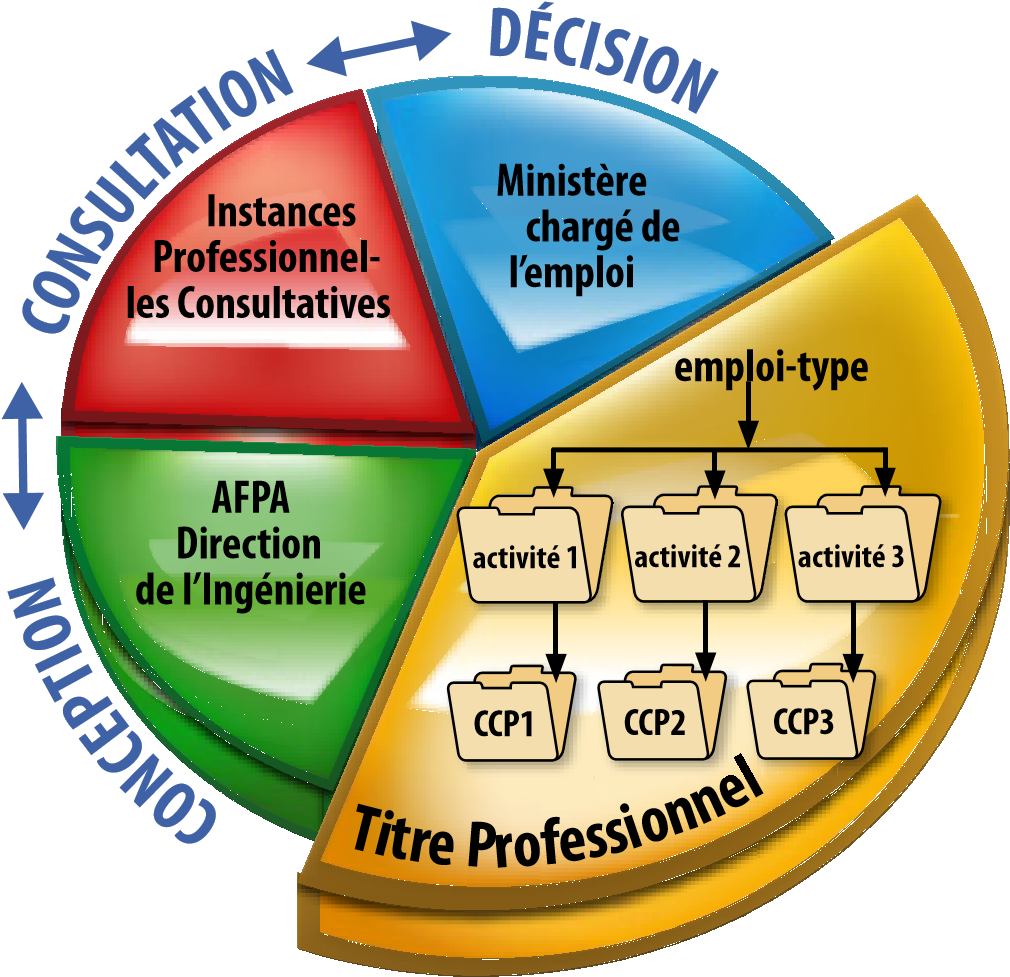 DÉCISION
CONSULTATION
CONCEPTION
Ministère
chargé de
l'emploi
Instances
Professionnel-
les Consultatives
AFPA
Direction
de l'Ingénierie
emploi-type
activité 1 activité 2 activité 3
CCP1 CCP2 CCP3
Titre Professionnel